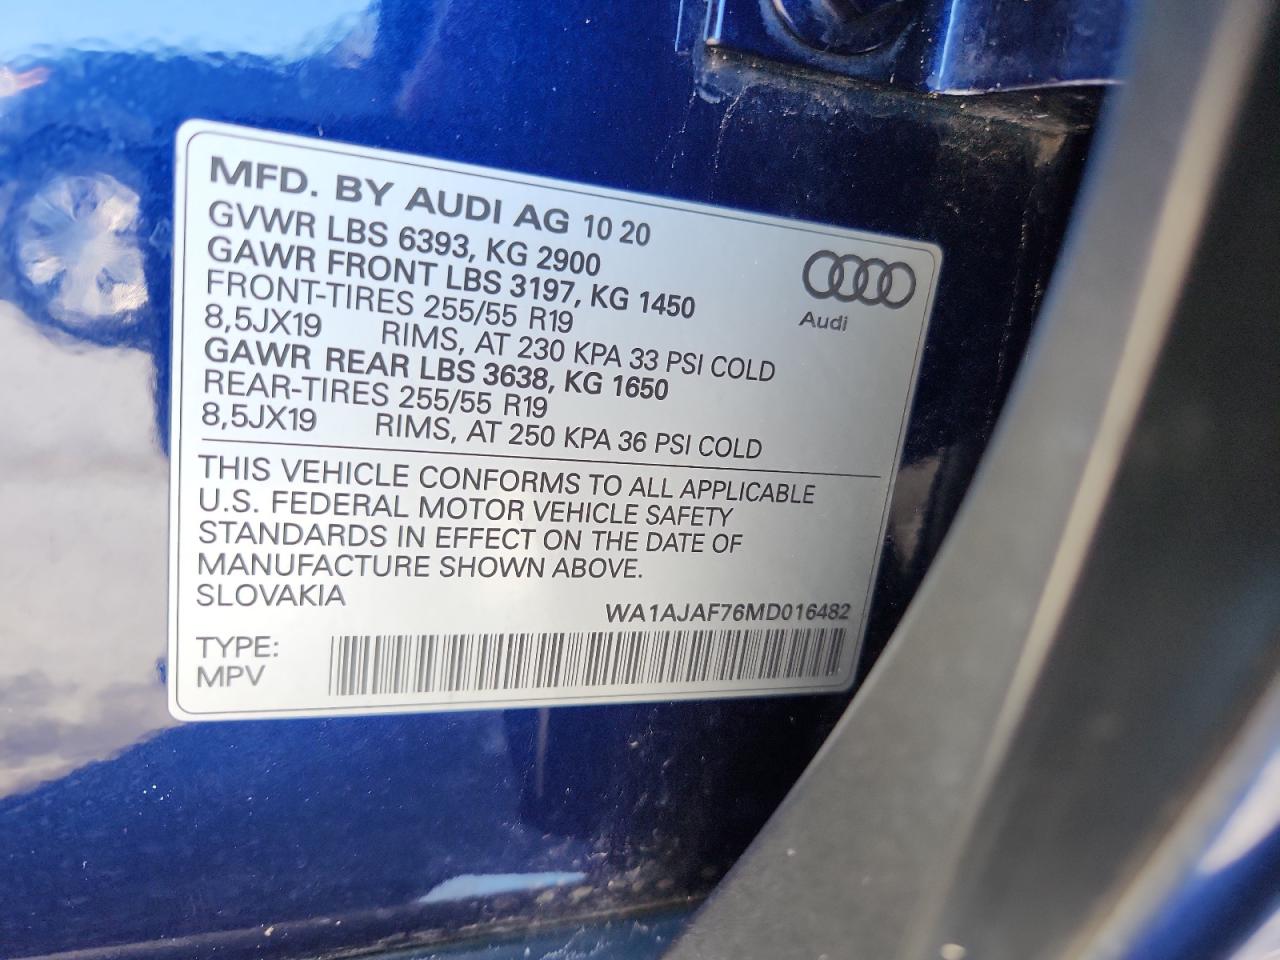 MFD. BY AUDI AG 10 20
GVWR LBS 6393, KG 2900
GAWR FRONT LBS 3197, KG 1450
FRONT-TIRES 255/55 R19
8,5JX19 RIMS, AT 230 KPA 33 PSI COLD
GAWR REAR LBS 3638, KG 1650
REAR-TIRES 255/55 R19
8,5JX19 RIMS, AT 250 KPA 36 PSI COLD
Audi
THIS VEHICLE CONFORMS TO ALL APPLICABLE
U.S. FEDERAL MOTOR VEHICLE SAFETY
STANDARDS IN EFFECT ON THE DATE OF
MANUFACTURE SHOWN ABOVE.
SLOVAKIA
WA1AJAF76MD016482
TYPE:
MPV